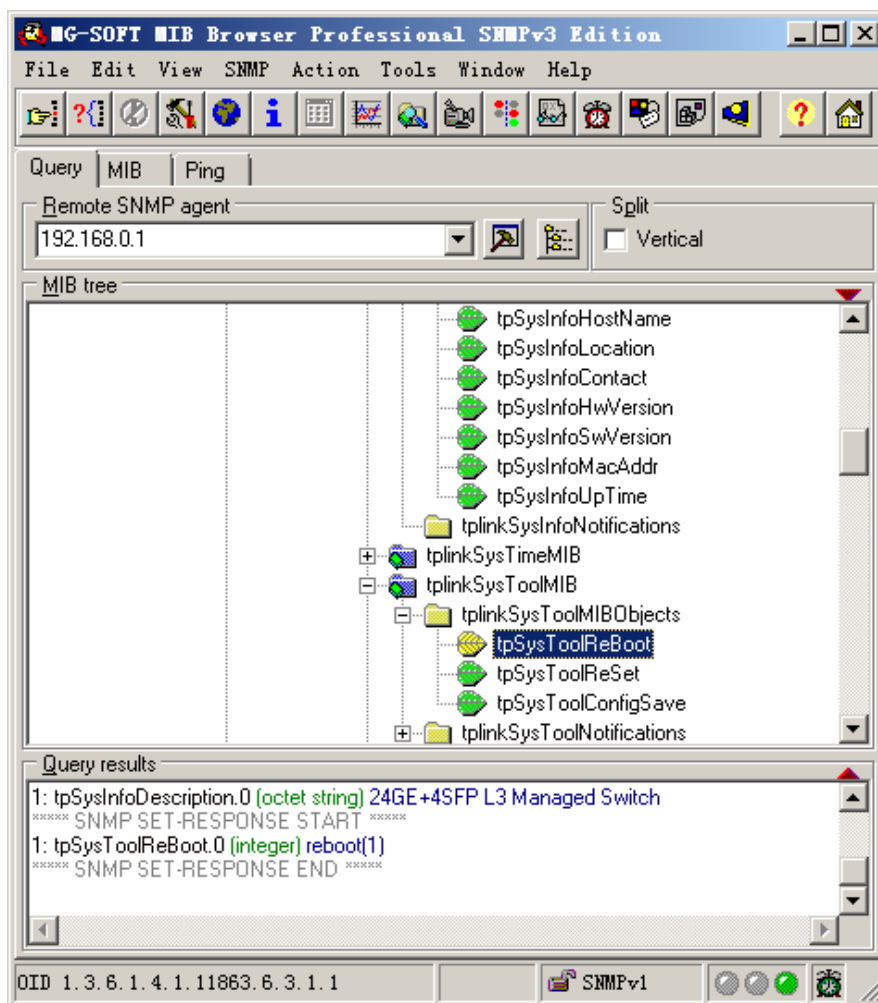 MG-SOFT MIB Browser Professional SNMPv3 Edition
File Edit View SNMP Action Tools Window Help
Query MIB Ping
Remote SNMP agent Split
192.168.0.1 Vertical
MIB tree
tpSysInfoHostName
tpSysInfoLocation
tpSysInfoContact
tpSysInfoHwVersion
tpSysInfoSwVersion
tpSysInfoMacAddr
tpSysInfoUpTime
tplinkSysInfoNotifications
tplinkSysTimeMIB
tplinkSysToolMIB
tplinkSysToolMIBObjects
tpSysToolReBoot
tpSysToolReSet
tpSysToolConfigSave
tplinkSysToolNotifications
Query results
1: tpSysInfoDescription.0 (octet string) 24GE+4SFP L3 Managed Switch
***** SNMP SET-RESPONSE START *****
1: tpSysToolReBoot.0 (integer) reboot(1)
***** SNMP SET-RESPONSE END *****
OID 1.3.6.1.4.1.11863.6.3.1.1 SNMPv1